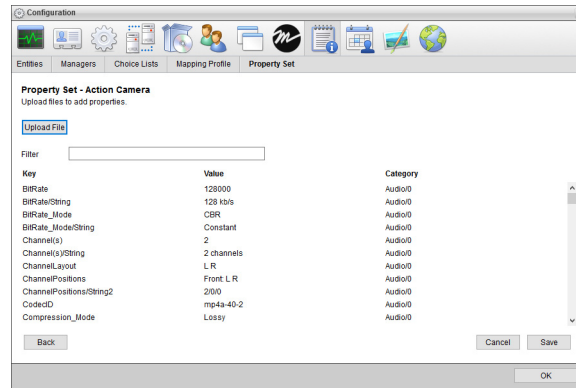 Configuration
Entities Managers Choice Lists Mapping Profile Property Set
Property Set - Action Camera
Upload files to add properties.
Upload File
Filter
Key Value Category
BitRate 128000 Audio/0
BitRate/String 128 kb/s Audio/0
BitRate_Mode CBR Audio/0
BitRate_Mode/String Constant Audio/0
Channel(s) 2 Audio/0
Channel(s)/String 2 channels Audio/0
ChannelLayout L R Audio/0
ChannelPositions Front: L R Audio/0
ChannelPositions/String2 2/0/0 Audio/0
CodecID mp4a-40-2 Audio/0
Compression_Mode Lossy Audio/0
Back Cancel Save
OK